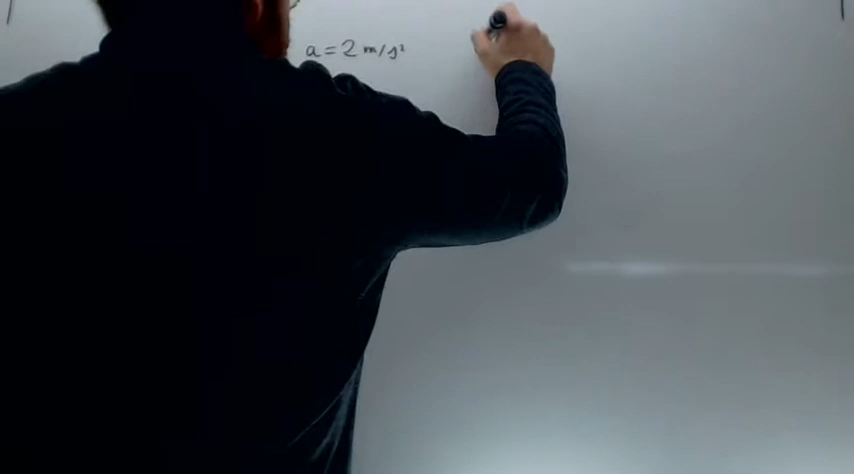 a = 2 m/s²